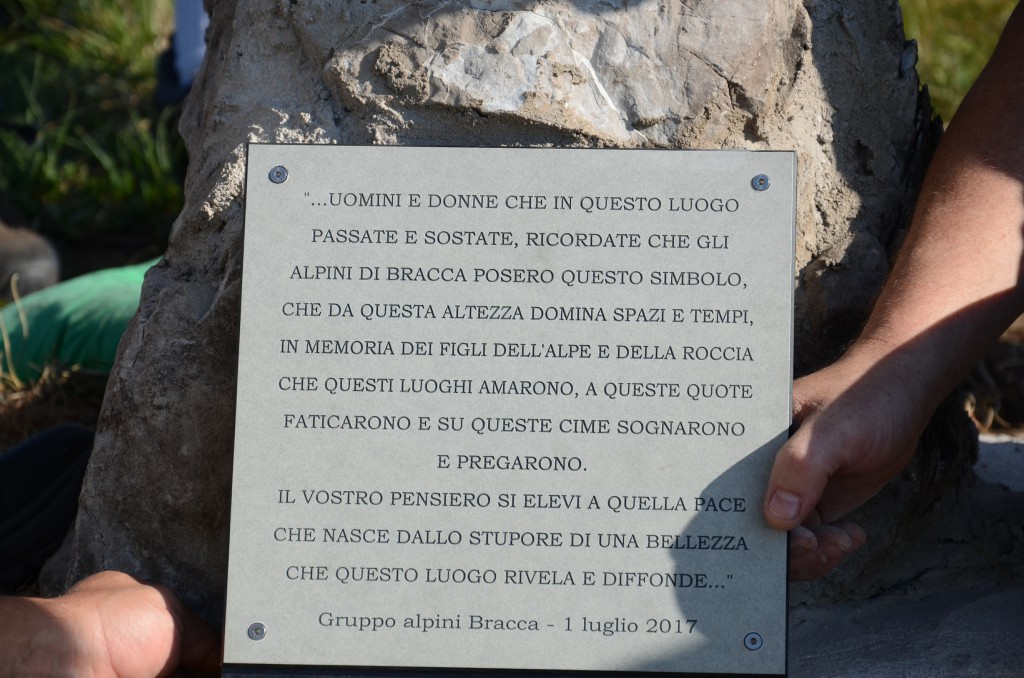 "...UOMINI E DONNE CHE IN QUESTO LUOGO
PASSATE E SOSTATE, RICORDATE CHE GLI
ALPINI DI BRACCA POSERO QUESTO SIMBOLO,
CHE DA QUESTA ALTEZZA DOMINA SPAZI E TEMPI,
IN MEMORIA DEI FIGLI DELL'ALPE E DELLA ROCCIA
CHE QUESTI LUOGHI AMARONO, A QUESTE QUOTE
FATICARONO E SU QUESTE CIME SOGNARONO
E PREGARONO.
IL VOSTRO PENSIERO SI ELEVI A QUELLA PACE
CHE NASCE DALLO STUPORE DI UNA BELLEZZA
CHE QUESTO LUOGO RIVELA E DIFFONDE..."
Gruppo alpini Bracca - 1 luglio 2017